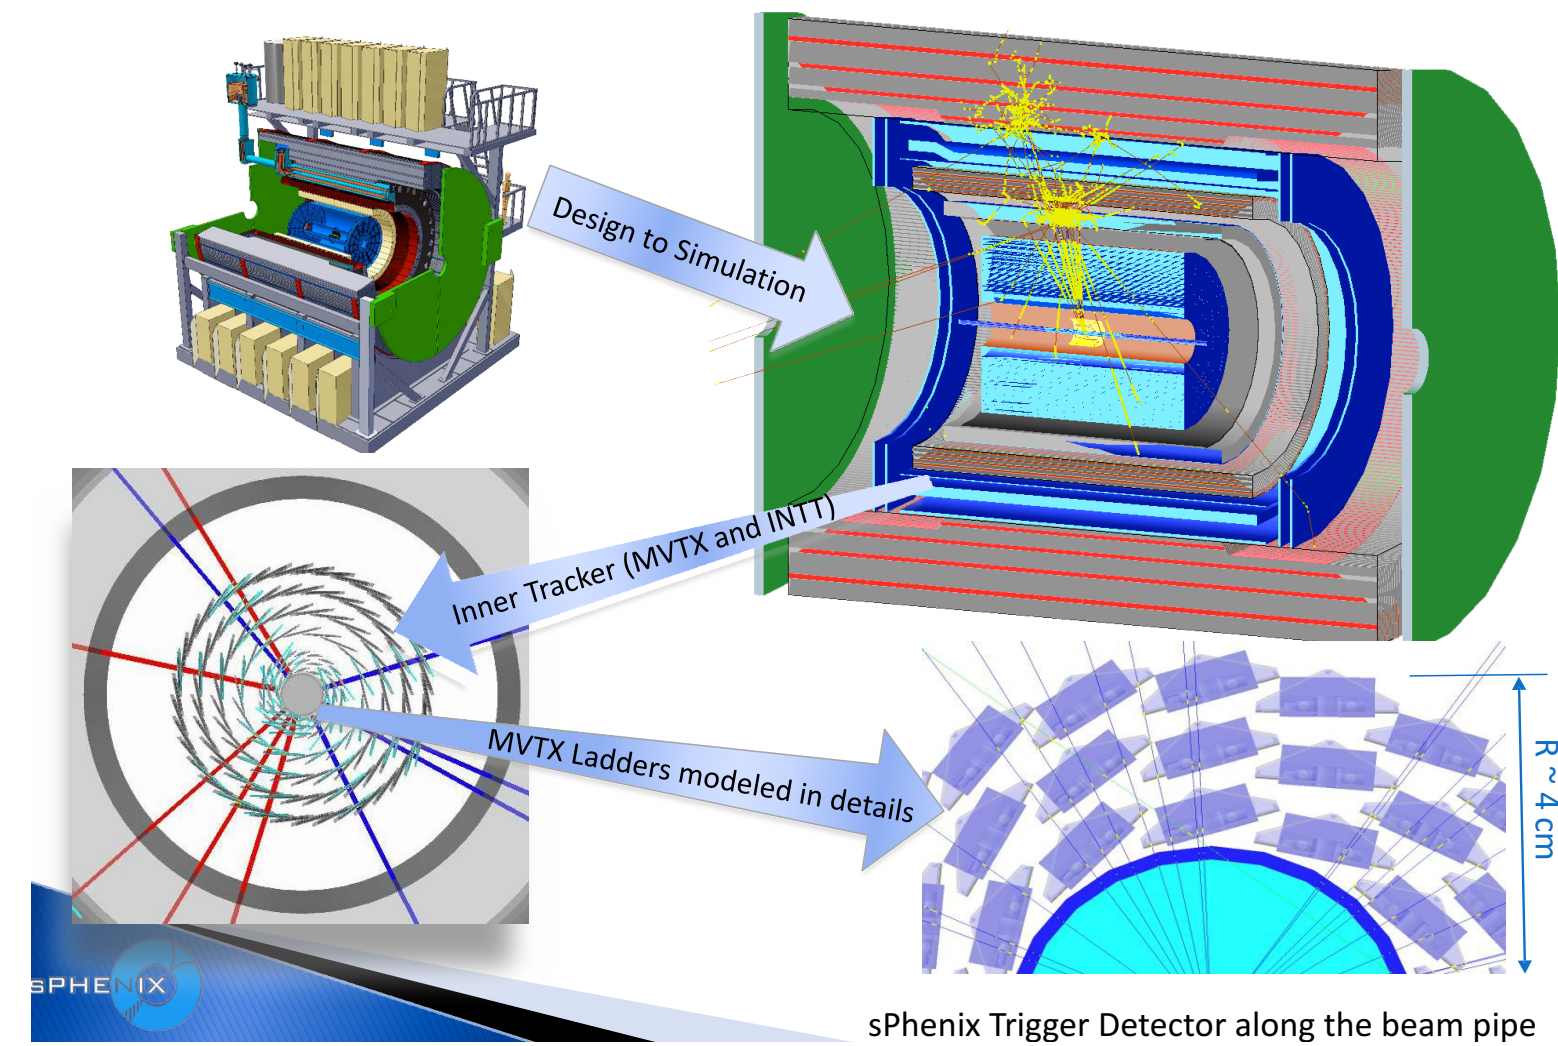 Design to Simulation
Inner Tracker (MVTX and INTT)
MVTX Ladders modeled in details
R ~ 4 cm
sPHENIX
sPhenix Trigger Detector along the beam pipe